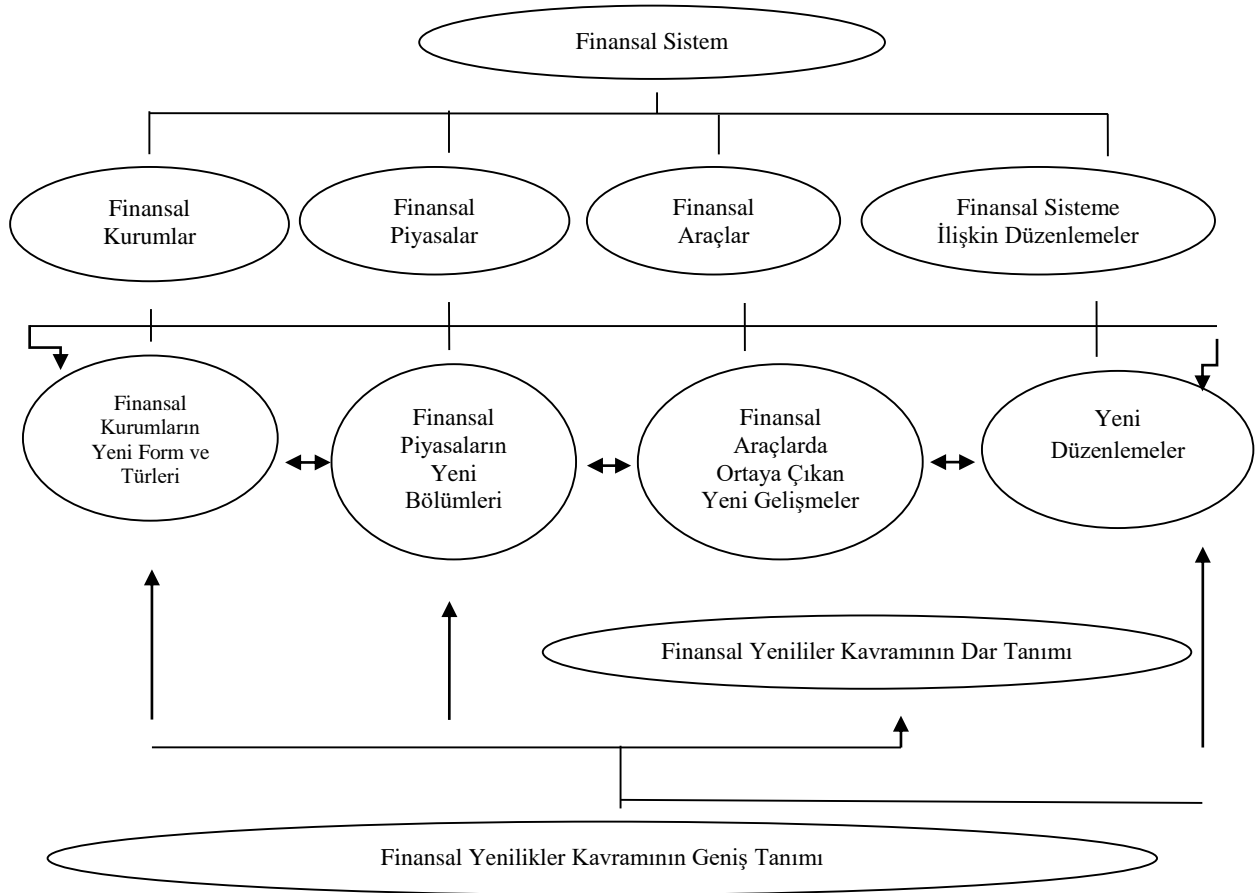 Finansal Sistem
Finansal
Kurumlar
Finansal
Piyasalar
Finansal
Araçlar
Finansal Sisteme
İlişkin Düzenlemeler
Finansal
Kurumların
Yeni Form ve
Türleri
Finansal
Piyasaların
Yeni
Bölümleri
Finansal
Araçlarda
Ortaya Çıkan
Yeni Gelişmeler
Yeni
Düzenlemeler
Finansal Yenililer Kavramının Dar Tanımı
Finansal Yenilikler Kavramının Geniş Tanımı